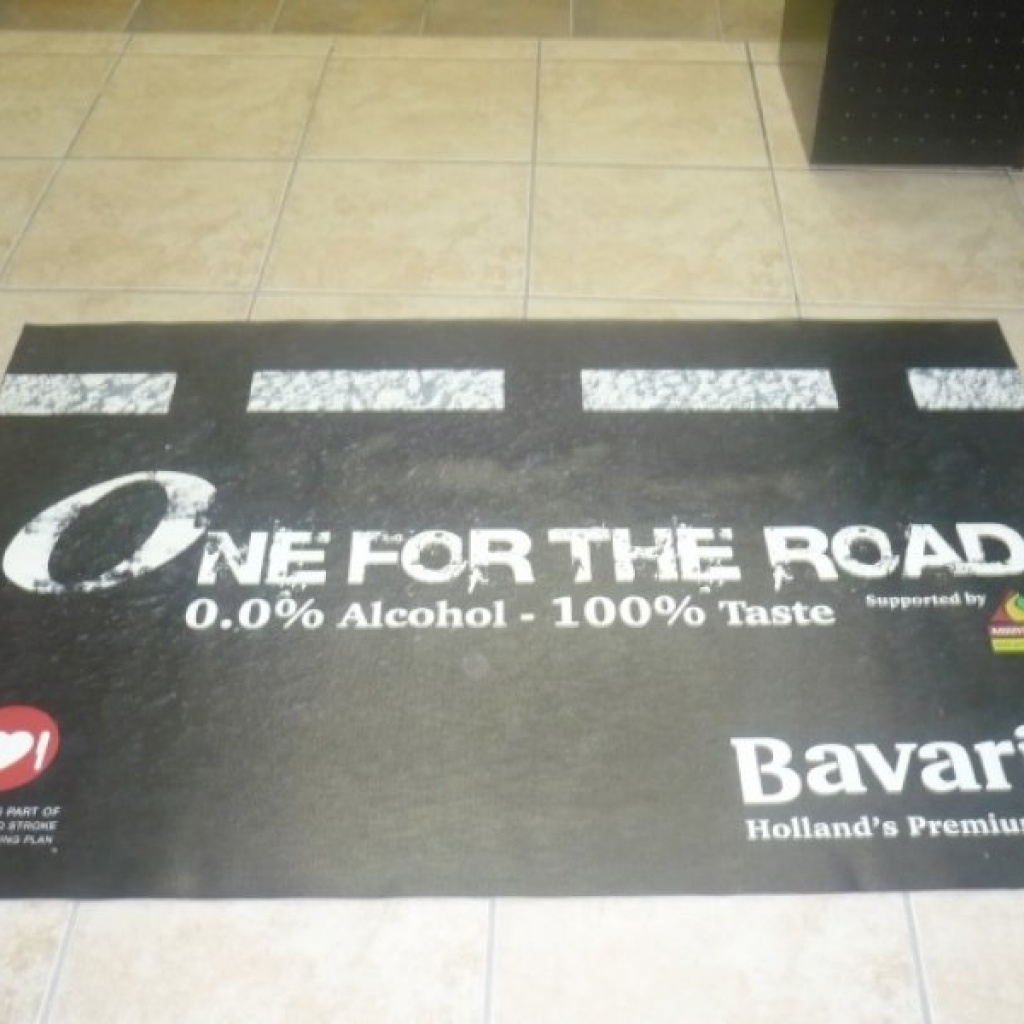 ONE FOR THE ROAD
0.0% Alcohol - 100% Taste
Supported by
PART OF
STROKE
PLAN
Bavari
Holland's Premiu